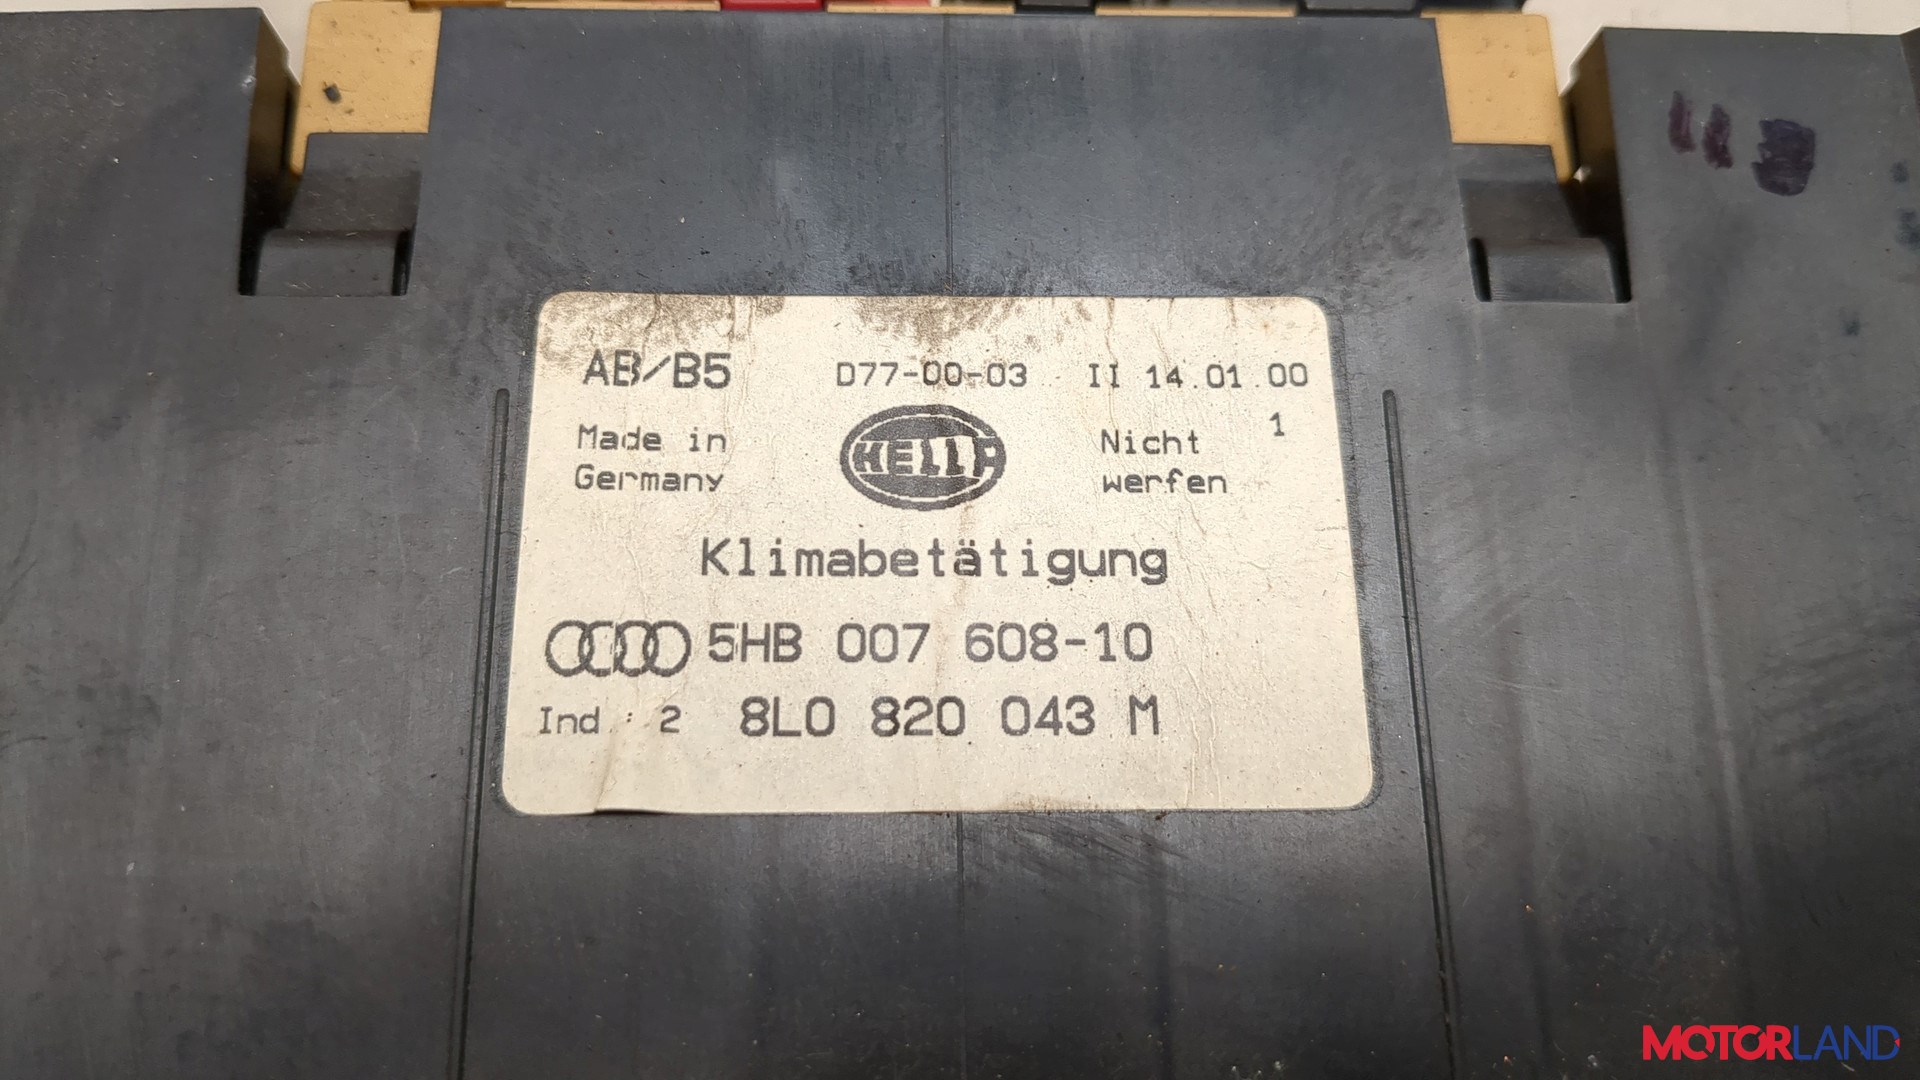 AB/B5 D77-00-03 II 14.01.00
Made in HELLA Nicht 1
Germany werfen
Klimabetätigung
5HB 007 608-10
Ind.: 2 8L0 820 043 M
MOTORLAND